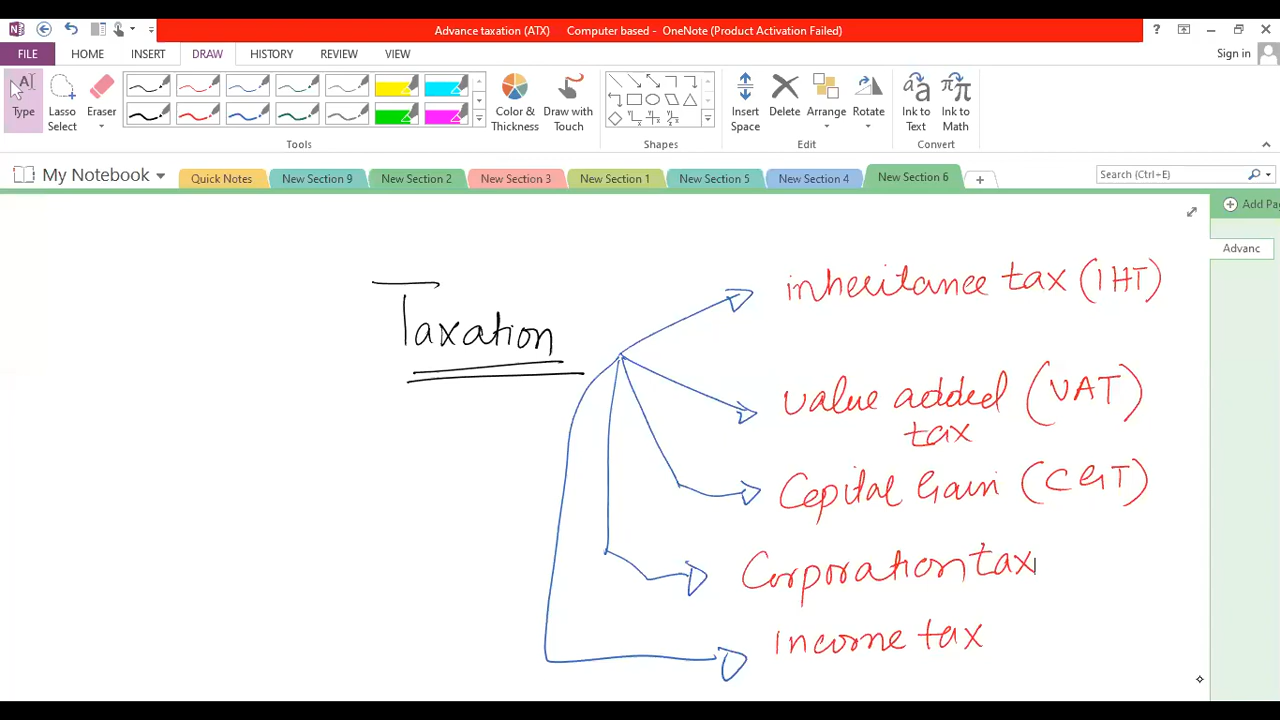 Advance taxation (ATX) Computer based - OneNote (Product Activation Failed)
FILE HOME INSERT DRAW HISTORY REVIEW VIEW Sign in
Type
Lasso Select
Eraser
Color & Thickness
Draw with Touch
Insert Space
Delete
Arrange
Rotate
Ink to Text
Ink to Math
Tools Shapes Edit Convert
My Notebook Quick Notes New Section 9 New Section 2 New Section 3 New Section 1 New Section 5 New Section 4 New Section 6 Search (Ctrl+E)
Add Pag
Advanc
Taxation
inheritance tax (IHT)
value added (VAT)
tax
Capital Gain (CGT)
Corporation tax
income tax